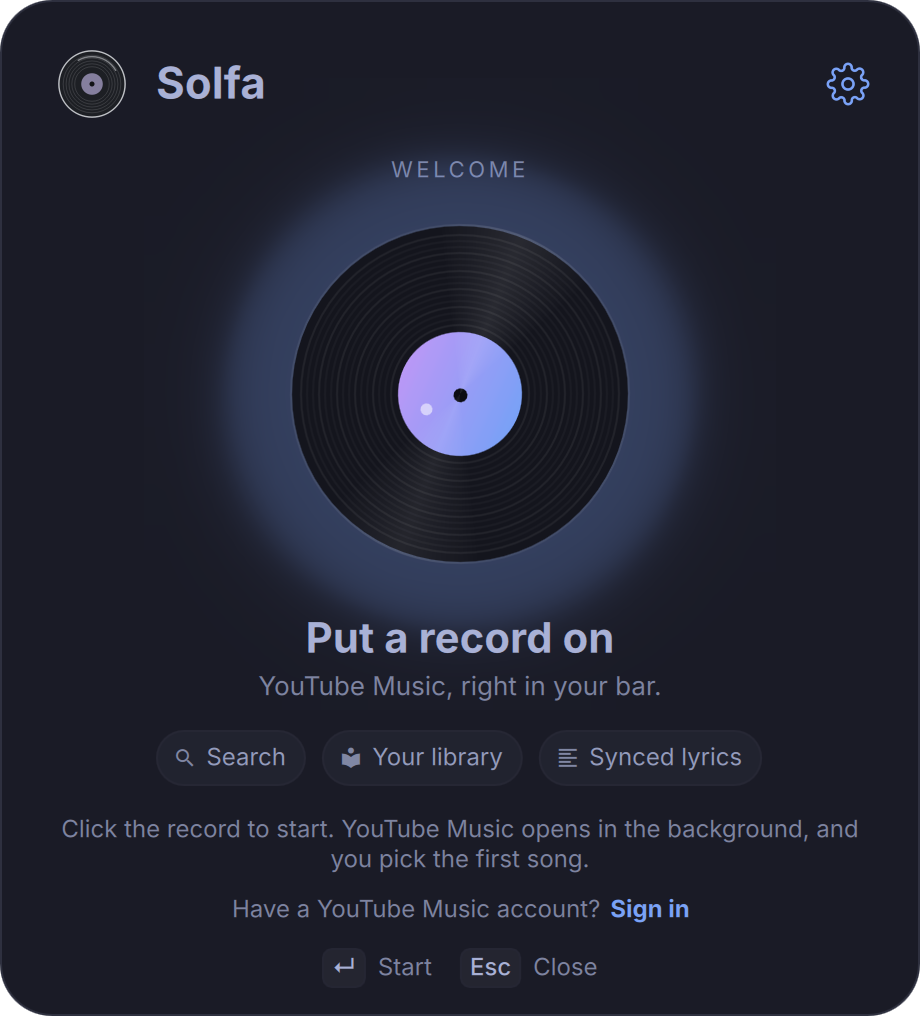 Solfa
WELCOME
Put a record on
YouTube Music, right in your bar.
Search
Your library
Synced lyrics
Click the record to start. YouTube Music opens in the background, and
you pick the first song.
Have a YouTube Music account? Sign in
Start
Esc
Close